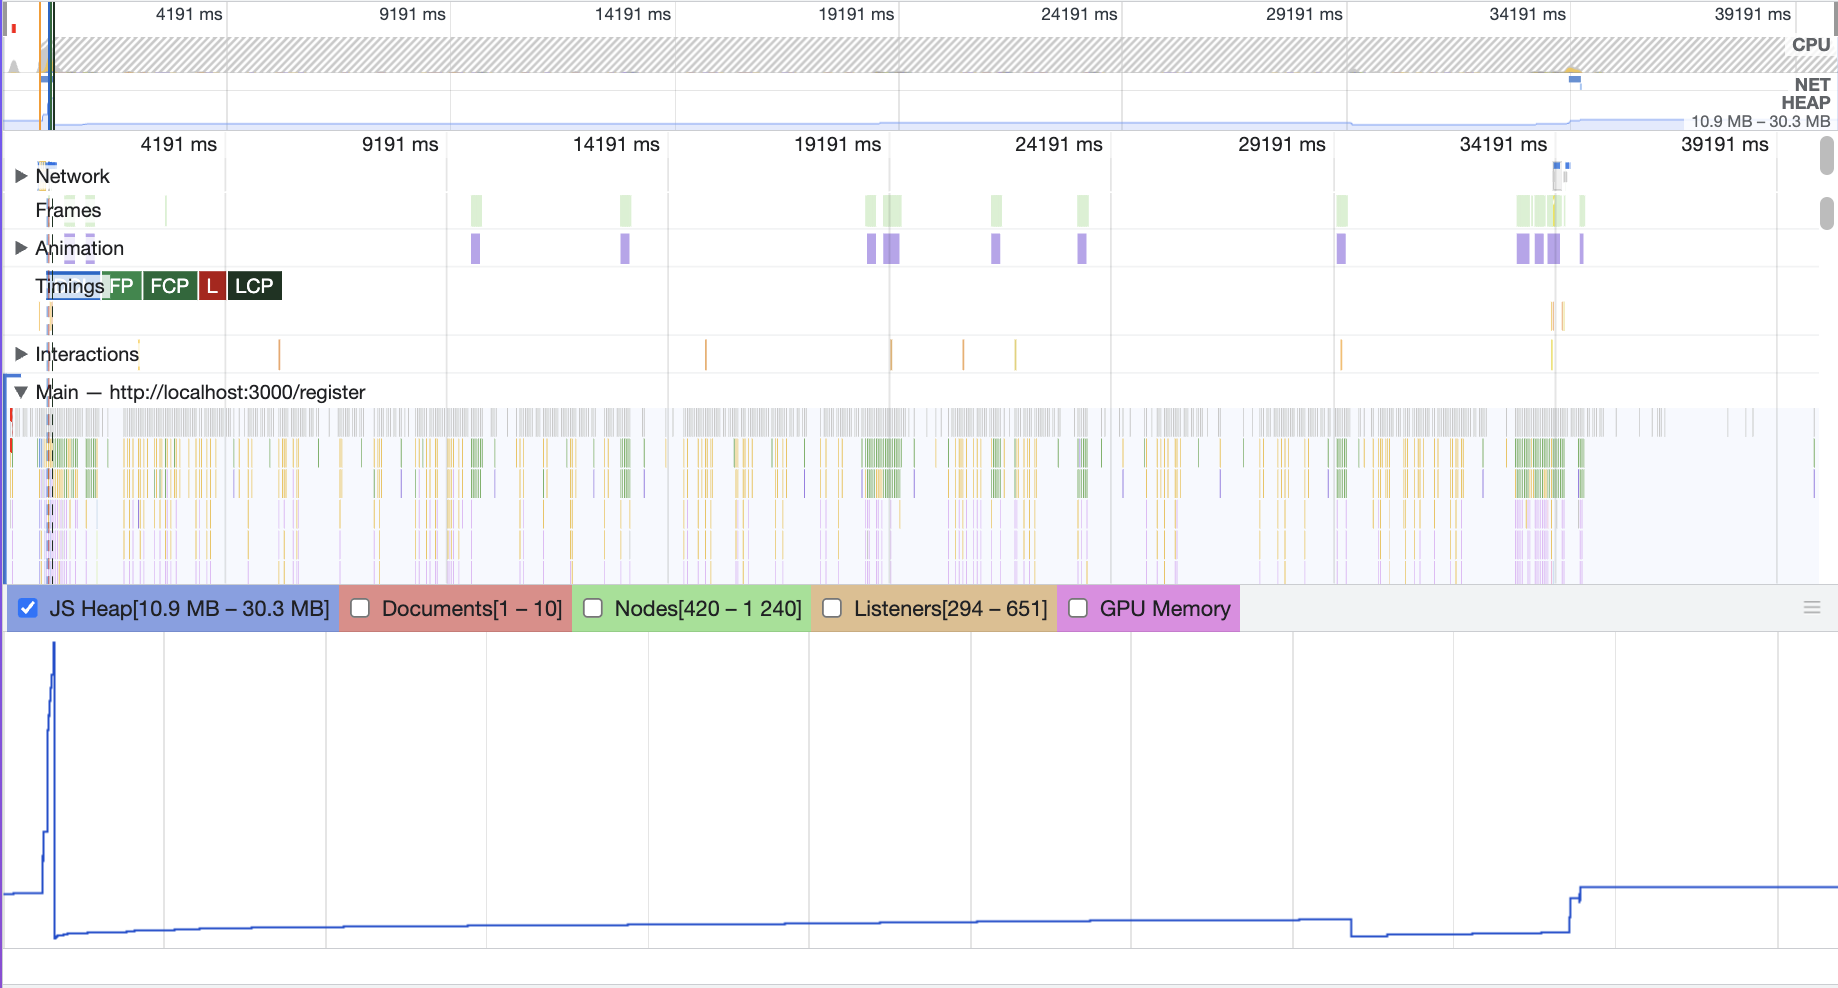 4191 ms 9191 ms 14191 ms 19191 ms 24191 ms 29191 ms 34191 ms 39191 ms
CPU
NET
HEAP
10.9 MB – 30.3 MB
4191 ms 9191 ms 14191 ms 19191 ms 24191 ms 29191 ms 34191 ms 39191 ms
Network
Frames
Animation
Timings FP FCP L LCP
Interactions
Main — http://localhost:3000/register
JS Heap[10.9 MB – 30.3 MB] Documents[1 – 10] Nodes[420 – 1 240] Listeners[294 – 651] GPU Memory